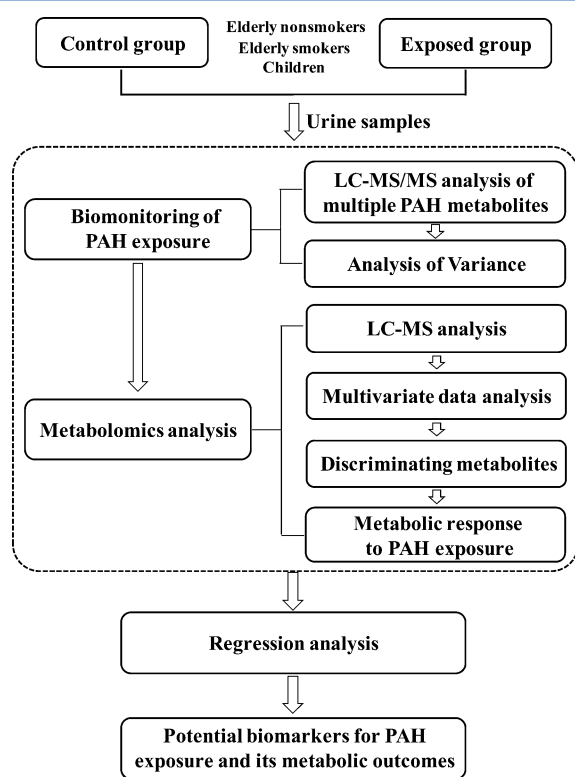 Control group
Elderly nonsmokers
Elderly smokers
Children
Exposed group
Urine samples
Biomonitoring of
PAH exposure
LC-MS/MS analysis of
multiple PAH metabolites
Analysis of Variance
Metabolomics analysis
LC-MS analysis
Multivariate data analysis
Discriminating metabolites
Metabolic response
to PAH exposure
Regression analysis
Potential biomarkers for PAH
exposure and its metabolic outcomes